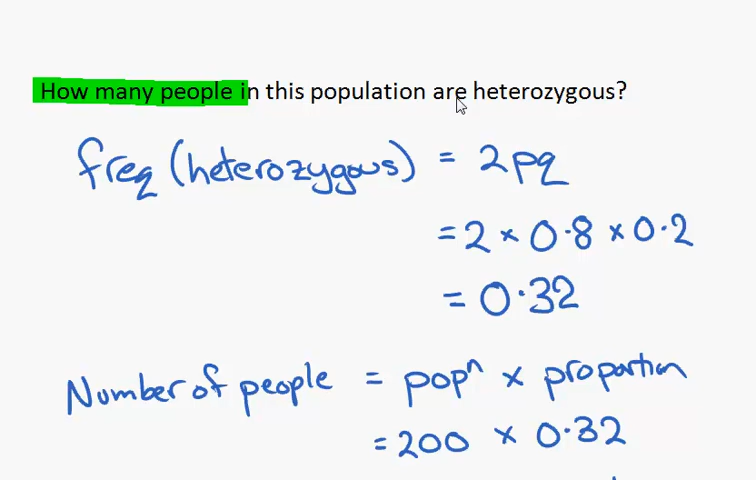 How many people in this population are heterozygous?
freq (heterozygous) = 2pq
= 2 × 0.8 × 0.2
= 0.32
Number of people = popⁿ × proportion
= 200 × 0.32